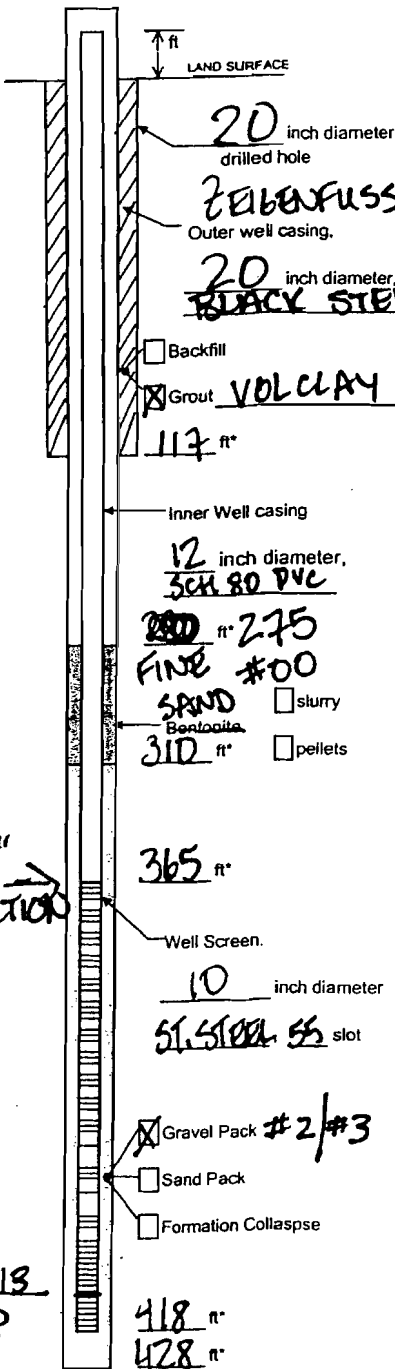 ft
LAND SURFACE
20 inch diameter
drilled hole
ZEIBENFUSS
Outer well casing,
20 inch diameter,
BLACK STE
Backfill
Grout VOLCLAY
117 ft*
Inner Well casing
12 inch diameter,
SCH 80 PVC
ft* 275
FINE #00
SAND slurry
Bentonite
310 ft* pellets
365 ft*
TION
Well Screen.
10 inch diameter
ST. STEEL 55 slot
Gravel Pack #2/#3
Sand Pack
Formation Collaspse
13
418 ft*
428 ft*